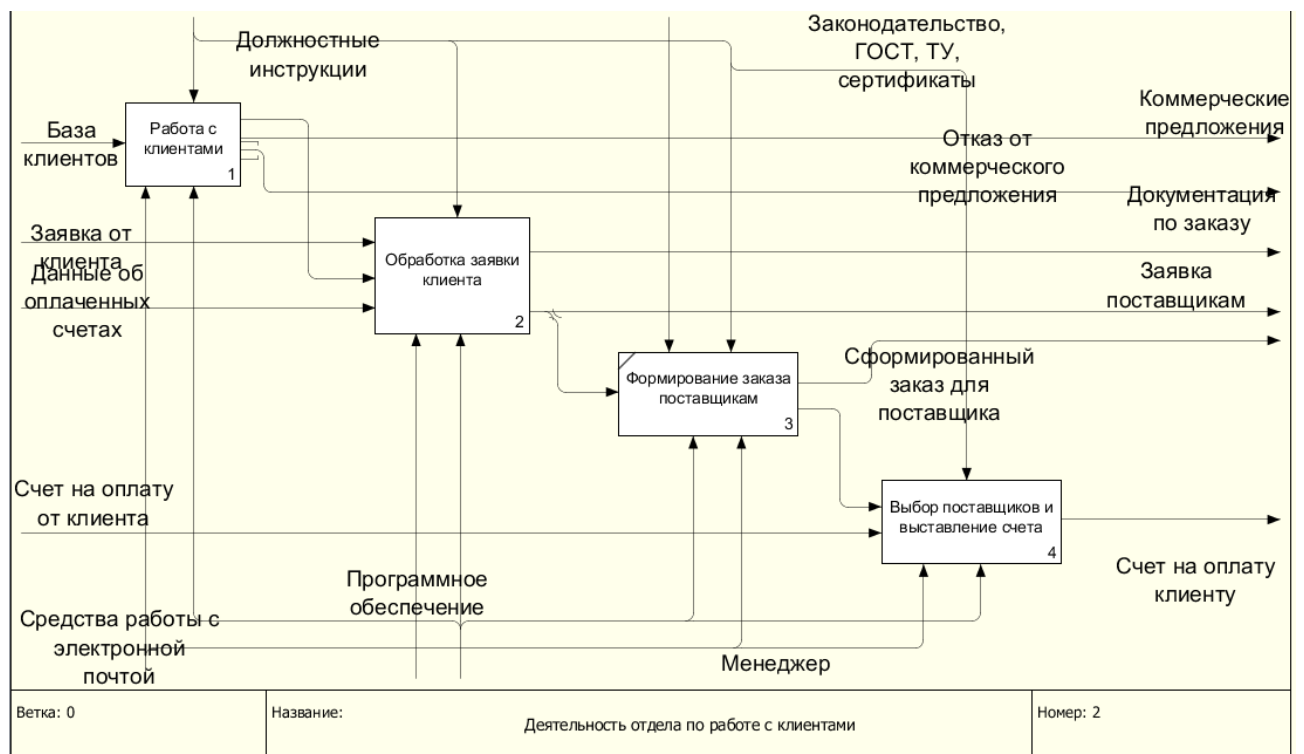 Законодательство,
ГОСТ, ТУ,
сертификаты
Должностные
инструкции
Коммерческие
предложения
База
клиентов
Работа с
клиентами
1
Отказ от
коммерческого
предложения
Документация
по заказу
Заявка от
клиента
Данные об
оплаченных
счетах
Обработка заявки
клиента
2
Заявка
поставщикам
Формирование заказа
поставщикам
3
Сформированный
заказ для
поставщика
Счет на оплату
от клиента
Выбор поставщиков и
выставление счета
4
Счет на оплату
клиенту
Программное
обеспечение
Средства работы с
электронной
почтой
Менеджер
Ветка: 0
Название:
Деятельность отдела по работе с клиентами
Номер: 2